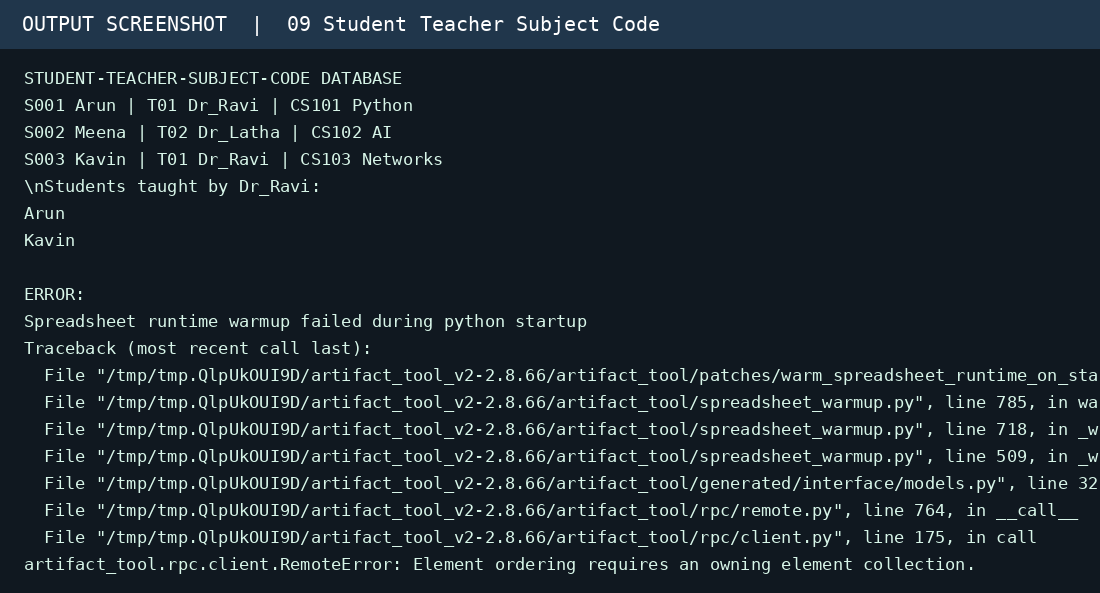 OUTPUT SCREENSHOT | 09 Student Teacher Subject Code
STUDENT-TEACHER-SUBJECT-CODE DATABASE
S001 Arun | T01 Dr_Ravi | CS101 Python
S002 Meena | T02 Dr_Latha | CS102 AI
S003 Kavin | T01 Dr_Ravi | CS103 Networks
\nStudents taught by Dr_Ravi:
Arun
Kavin
ERROR:
Spreadsheet runtime warmup failed during python startup
Traceback (most recent call last):
File "/tmp/tmp.QlpUkOUI9D/artifact_tool_v2-2.8.66/artifact_tool/patches/warm_spreadsheet_runtime_on_sta
File "/tmp/tmp.QlpUkOUI9D/artifact_tool_v2-2.8.66/artifact_tool/spreadsheet_warmup.py", line 785, in wa
File "/tmp/tmp.QlpUkOUI9D/artifact_tool_v2-2.8.66/artifact_tool/spreadsheet_warmup.py", line 718, in _w
File "/tmp/tmp.QlpUkOUI9D/artifact_tool_v2-2.8.66/artifact_tool/spreadsheet_warmup.py", line 509, in _w
File "/tmp/tmp.QlpUkOUI9D/artifact_tool_v2-2.8.66/artifact_tool/generated/interface/models.py", line 32
File "/tmp/tmp.QlpUkOUI9D/artifact_tool_v2-2.8.66/artifact_tool/rpc/remote.py", line 764, in __call__
File "/tmp/tmp.QlpUkOUI9D/artifact_tool_v2-2.8.66/artifact_tool/rpc/client.py", line 175, in call
artifact_tool.rpc.client.RemoteError: Element ordering requires an owning element collection.